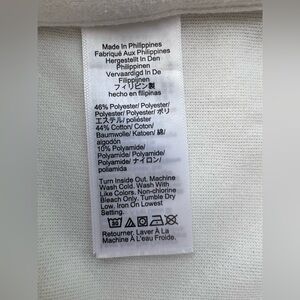 Made In Philippines
Fabriqué Aux Philippines
Hergestellt In Den
Philippinen
Vervaardigd In De
Filippijnen
フィリピン製
hecho en filipinas
46% Polyester/ Polyester/
Polyester/ Polyester/ ポリ
エステル/ poliéster
44% Cotton/ Coton/
Baumwolle/ Katoen/ 綿/
algodón
10% Polyamide/
Polyamide/ Polyamide/
Polyamide/ ナイロン/
poliamida
Turn Inside Out. Machine
Wash Cold. Wash With
Like Colors. Non-chlorine
Bleach Only. Tumble Dry
Low. Iron On Lowest
Setting.
Retourner. Laver À La
Machine À L'eau Froide.